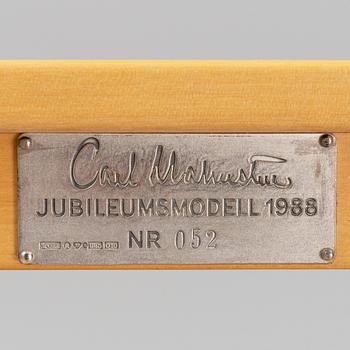 Carl Malmsten
JUBILEUMSMODELL 1988
NR 052